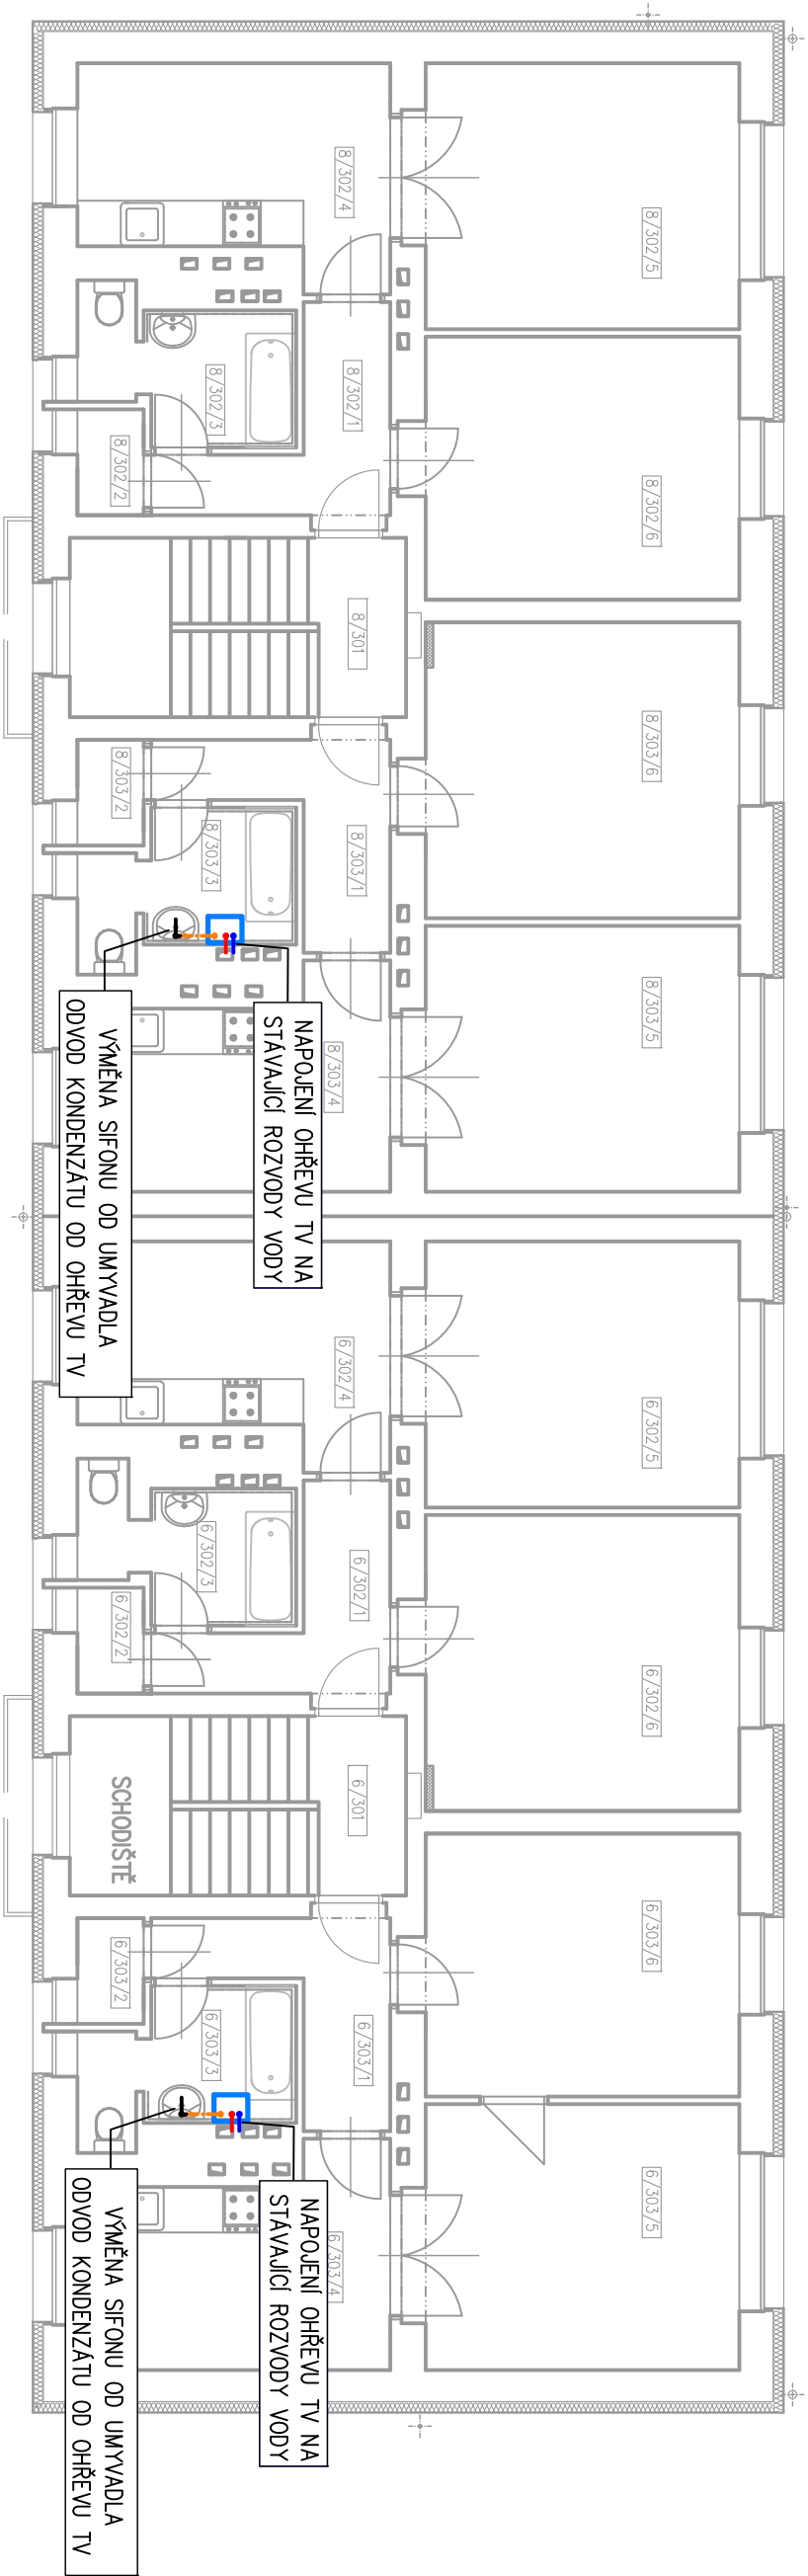 8/302/4
8/302/5
8/302/3
8/302/1
8/302/2
8/302/6
8/301
8/303/6
8/303/2
8/303/3
8/303/1
8/303/5
8/303/4
NAPOJENÍ OHŘEVU TV NA
STÁVAJÍCÍ ROZVODY VODY
VÝMĚNA SIFONU OD UMYVADLA
ODVOD KONDENZÁTU OD OHŘEVU TV
6/302/4
6/302/5
6/302/3
6/302/1
6/302/2
6/302/6
6/301
SCHODIŠTĚ
6/303/6
6/303/2
6/303/3
6/303/1
6/303/5
6/303/4
NAPOJENÍ OHŘEVU TV NA
STÁVAJÍCÍ ROZVODY VODY
VÝMĚNA SIFONU OD UMYVADLA
ODVOD KONDENZÁTU OD OHŘEVU TV